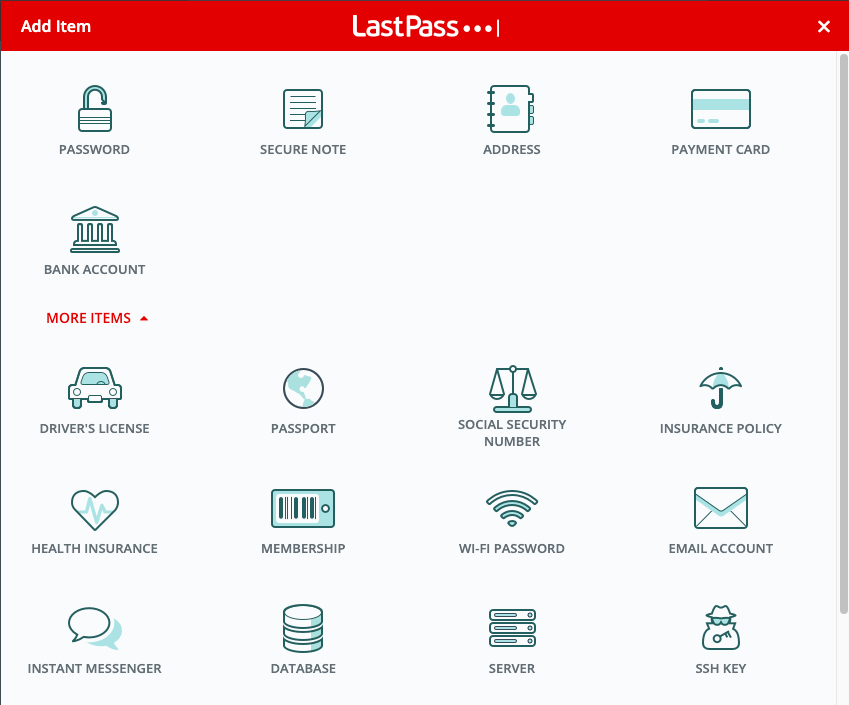 Add Item
LastPass
PASSWORD
SECURE NOTE
ADDRESS
PAYMENT CARD
BANK ACCOUNT
MORE ITEMS
DRIVER'S LICENSE
PASSPORT
SOCIAL SECURITY
NUMBER
INSURANCE POLICY
HEALTH INSURANCE
MEMBERSHIP
WI-FI PASSWORD
EMAIL ACCOUNT
INSTANT MESSENGER
DATABASE
SERVER
SSH KEY